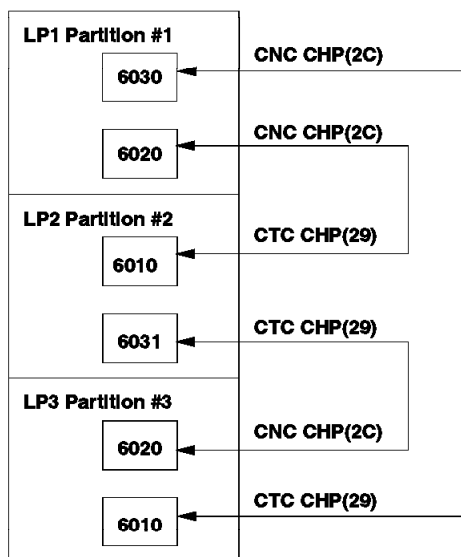 LP1 Partition #1
CNC CHP(2C)
6030
CNC CHP(2C)
6020
LP2 Partition #2
CTC CHP(29)
6010
CTC CHP(29)
6031
LP3 Partition #3
CNC CHP(2C)
6020
CTC CHP(29)
6010